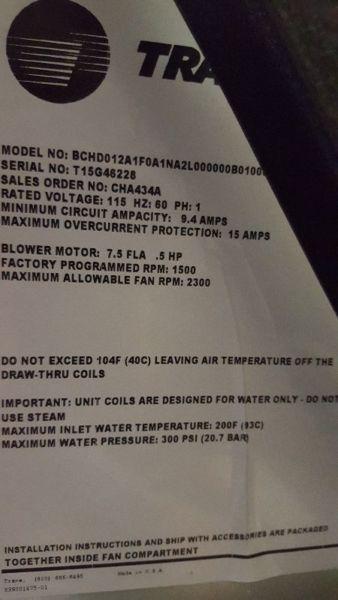 TRA
MODEL NO: BCHD012A1F0A1NA2L000000B0100
SERIAL NO: T15G46228
SALES ORDER NO: CHA434A
RATED VOLTAGE: 115 HZ: 60 PH: 1
MINIMUM CIRCUIT AMPACITY: 9.4 AMPS
MAXIMUM OVERCURRENT PROTECTION: 15 AMPS
BLOWER MOTOR: 7.5 FLA .5 HP
FACTORY PROGRAMMED RPM: 1500
MAXIMUM ALLOWABLE FAN RPM: 2300
DO NOT EXCEED 104F (40C) LEAVING AIR TEMPERATURE OFF THE
DRAW-THRU COILS
IMPORTANT: UNIT COILS ARE DESIGNED FOR WATER ONLY - DO NOT
USE STEAM
MAXIMUM INLET WATER TEMPERATURE: 200F (93C)
MAXIMUM WATER PRESSURE: 300 PSI (20.7 BAR)
INSTALLATION INSTRUCTIONS AND SHIP WITH ACCESSORIES ARE PACKAGED
TOGETHER INSIDE FAN COMPARTMENT
Trane, Made in U.S.A.